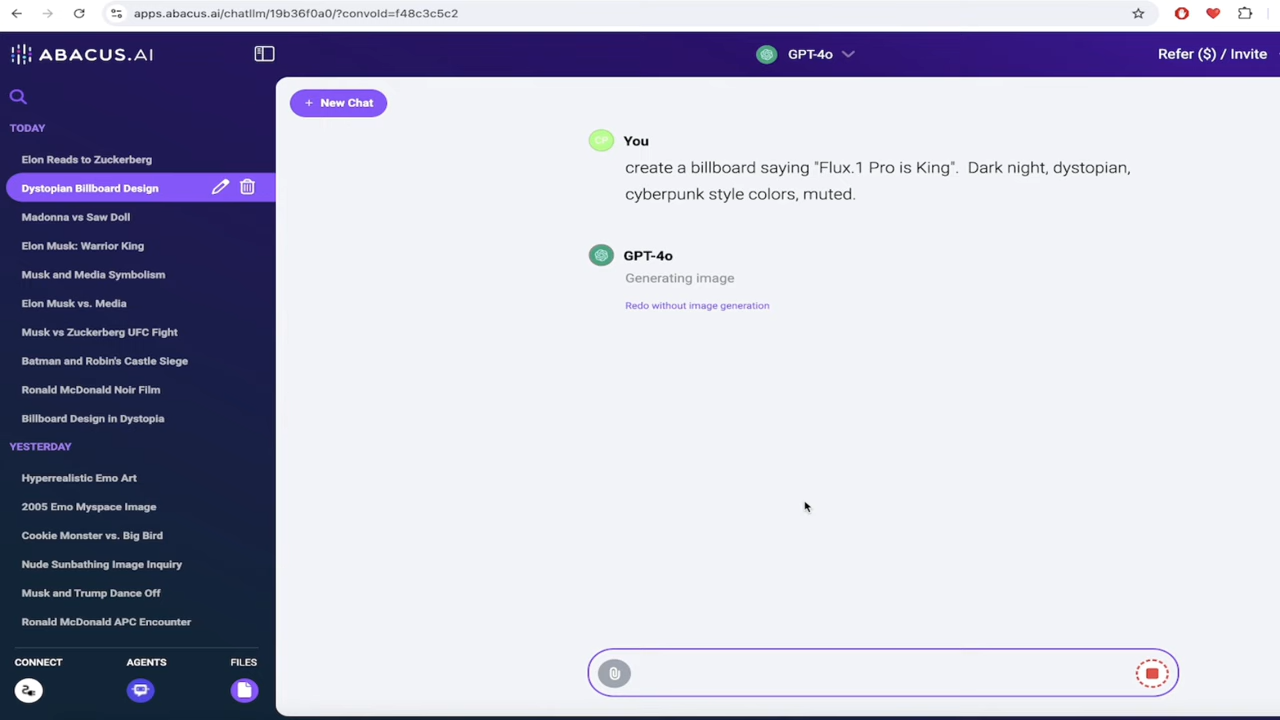 apps.abacus.ai/chatllm/19b36f0a0/?convoId=f48c3c5c2
ABACUS.AI
GPT-4o
Refer ($) / Invite
+ New Chat
TODAY
Elon Reads to Zuckerberg
Dystopian Billboard Design
Madonna vs Saw Doll
Elon Musk: Warrior King
Musk and Media Symbolism
Elon Musk vs. Media
Musk vs Zuckerberg UFC Fight
Batman and Robin's Castle Siege
Ronald McDonald Noir Film
Billboard Design in Dystopia
YESTERDAY
Hyperrealistic Emo Art
2005 Emo Myspace Image
Cookie Monster vs. Big Bird
Nude Sunbathing Image Inquiry
Musk and Trump Dance Off
Ronald McDonald APC Encounter
CONNECT
AGENTS
FILES
CP
You
create a billboard saying "Flux.1 Pro is King".  Dark night, dystopian,
cyberpunk style colors, muted.
GPT-4o
Generating image
Redo without image generation